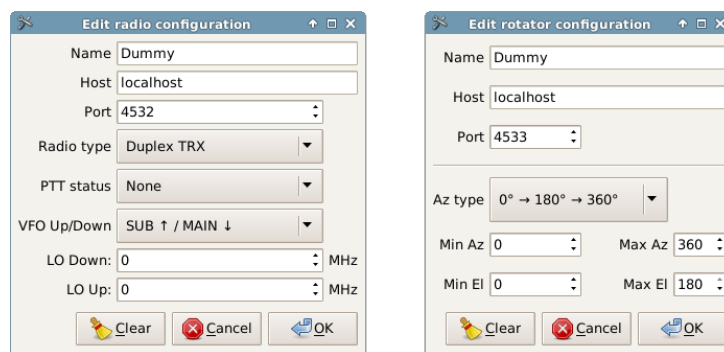 Edit radio configuration
Name Dummy
Host localhost
Port 4532
Radio type Duplex TRX
PTT status None
VFO Up/Down SUB ↑ / MAIN ↓
LO Down: 0 MHz
LO Up: 0 MHz
Clear Cancel OK
Edit rotator configuration
Name Dummy
Host localhost
Port 4533
Az type 0° → 180° → 360°
Min Az 0 Max Az 360
Min El 0 Max El 180
Clear Cancel OK